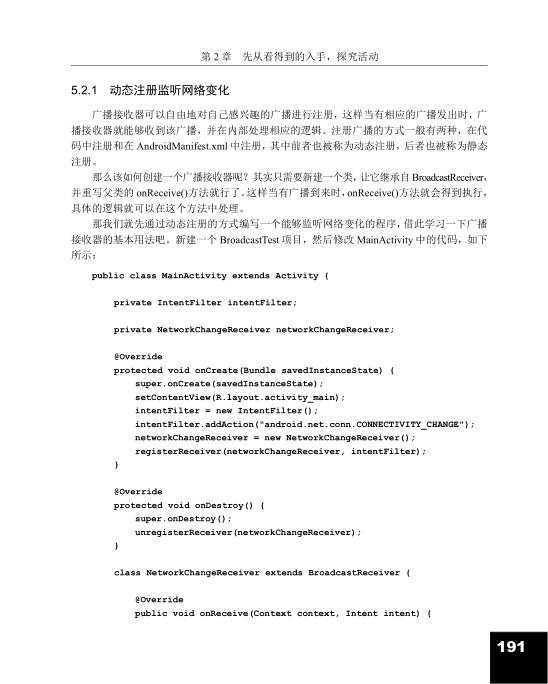 第 2 章 先从看得到的入手，探究活动
5.2.1 动态注册监听网络变化
广播接收器可以自由地对自己感兴趣的广播进行注册，这样当有相应的广播发出时，广
播接收器就能够收到该广播，并在内部处理相应的逻辑。注册广播的方式一般有两种，在代
码中注册和在 AndroidManifest.xml 中注册，其中前者也被称为动态注册，后者也被称为静态
注册。
那么该如何创建一个广播接收器呢？其实只需要新建一个类，让它继承自 BroadcastReceiver，
并重写父类的 onReceive()方法就行了。这样当有广播到来时，onReceive()方法就会得到执行，
具体的逻辑就可以在这个方法中处理。
那我们就先通过动态注册的方式编写一个能够监听网络变化的程序，借此学习一下广播
接收器的基本用法吧。新建一个 BroadcastTest 项目，然后修改 MainActivity 中的代码，如下
所示：
public class MainActivity extends Activity {
private IntentFilter intentFilter;
private NetworkChangeReceiver networkChangeReceiver;
@Override
protected void onCreate(Bundle savedInstanceState) {
super.onCreate(savedInstanceState);
setContentView(R.layout.activity_main);
intentFilter = new IntentFilter();
intentFilter.addAction("android.net.conn.CONNECTIVITY_CHANGE");
networkChangeReceiver = new NetworkChangeReceiver();
registerReceiver(networkChangeReceiver, intentFilter);
}
@Override
protected void onDestroy() {
super.onDestroy();
unregisterReceiver(networkChangeReceiver);
}
class NetworkChangeReceiver extends BroadcastReceiver {
@Override
public void onReceive(Context context, Intent intent) {
191